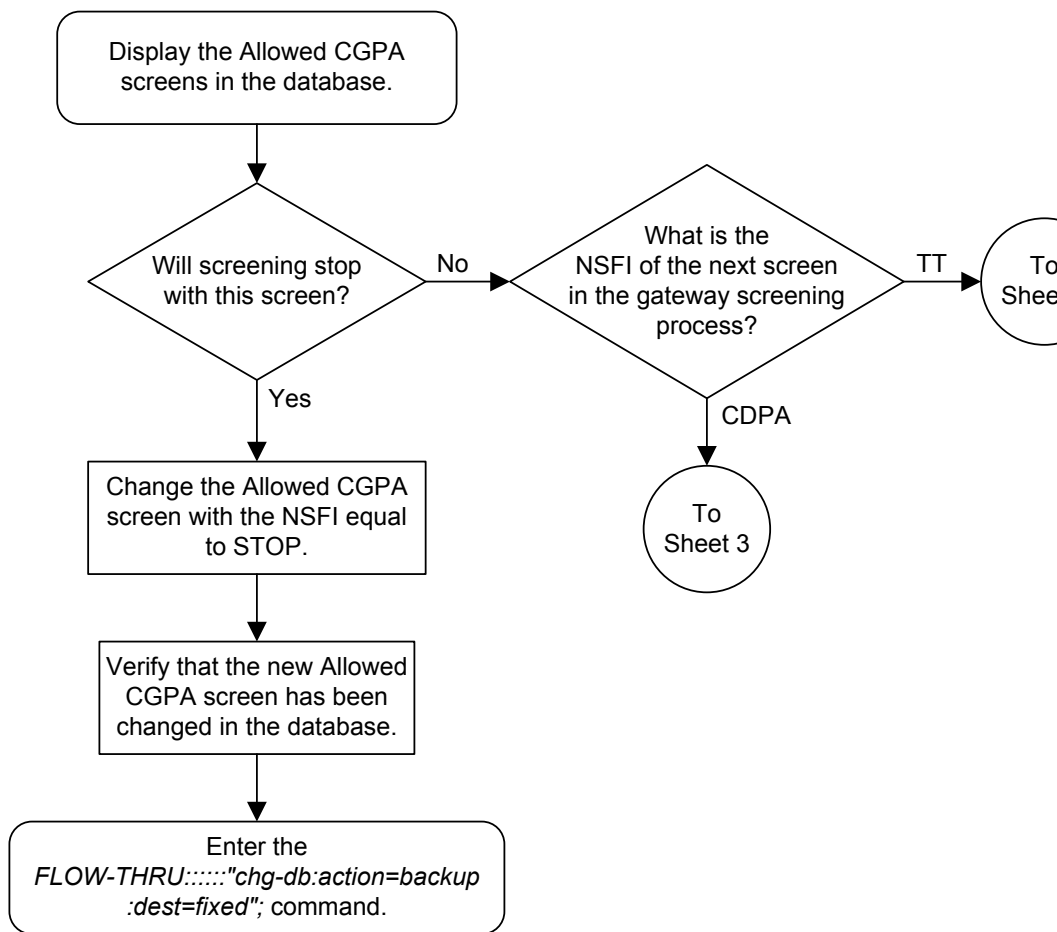 Display the Allowed CGPA
screens in the database.
Will screening stop
with this screen?
No
What is the
NSFI of the next screen
in the gateway screening
process?
TT
To
Yes
CDPA
Change the Allowed CGPA
screen with the NSFI equal
to STOP.
To
Sheet 3
Verify that the new Allowed
CGPA screen has been
changed in the database.
Enter the
FLOW-THRU::::::"chg-db:action=backup
:dest=fixed"; command.